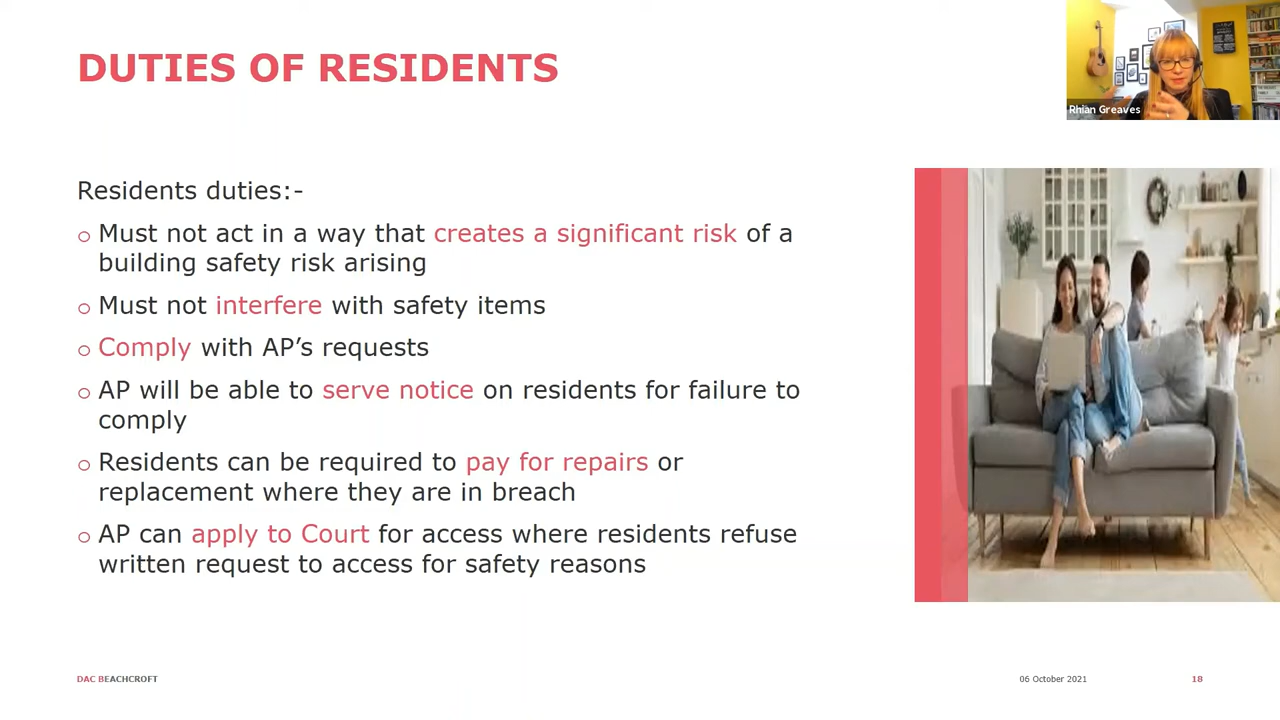 DUTIES OF RESIDENTS
Rhian Greaves
Residents duties:-
Must not act in a way that creates a significant risk of a
building safety risk arising
Must not interfere with safety items
Comply with AP’s requests
AP will be able to serve notice on residents for failure to
comply
Residents can be required to pay for repairs or
replacement where they are in breach
AP can apply to Court for access where residents refuse
written request to access for safety reasons
DAC BEACHCROFT
06 October 2021
18